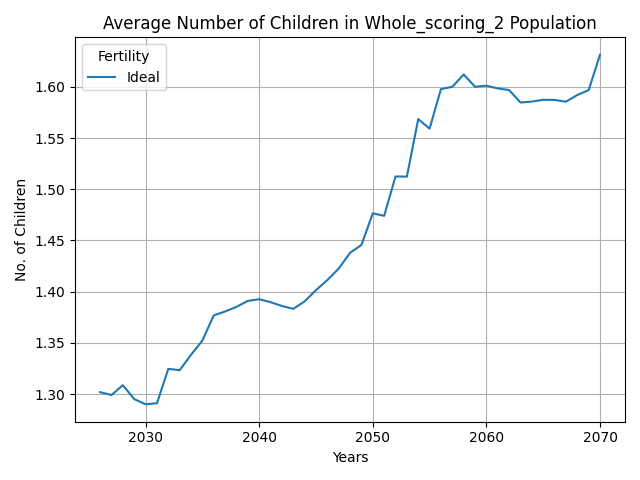 Average Number of Children in Whole_scoring_2 Population
Fertility
Ideal
No. of Children
1.60
1.55
1.50
1.45
1.40
1.35
1.30
2030 2040 2050 2060 2070
Years